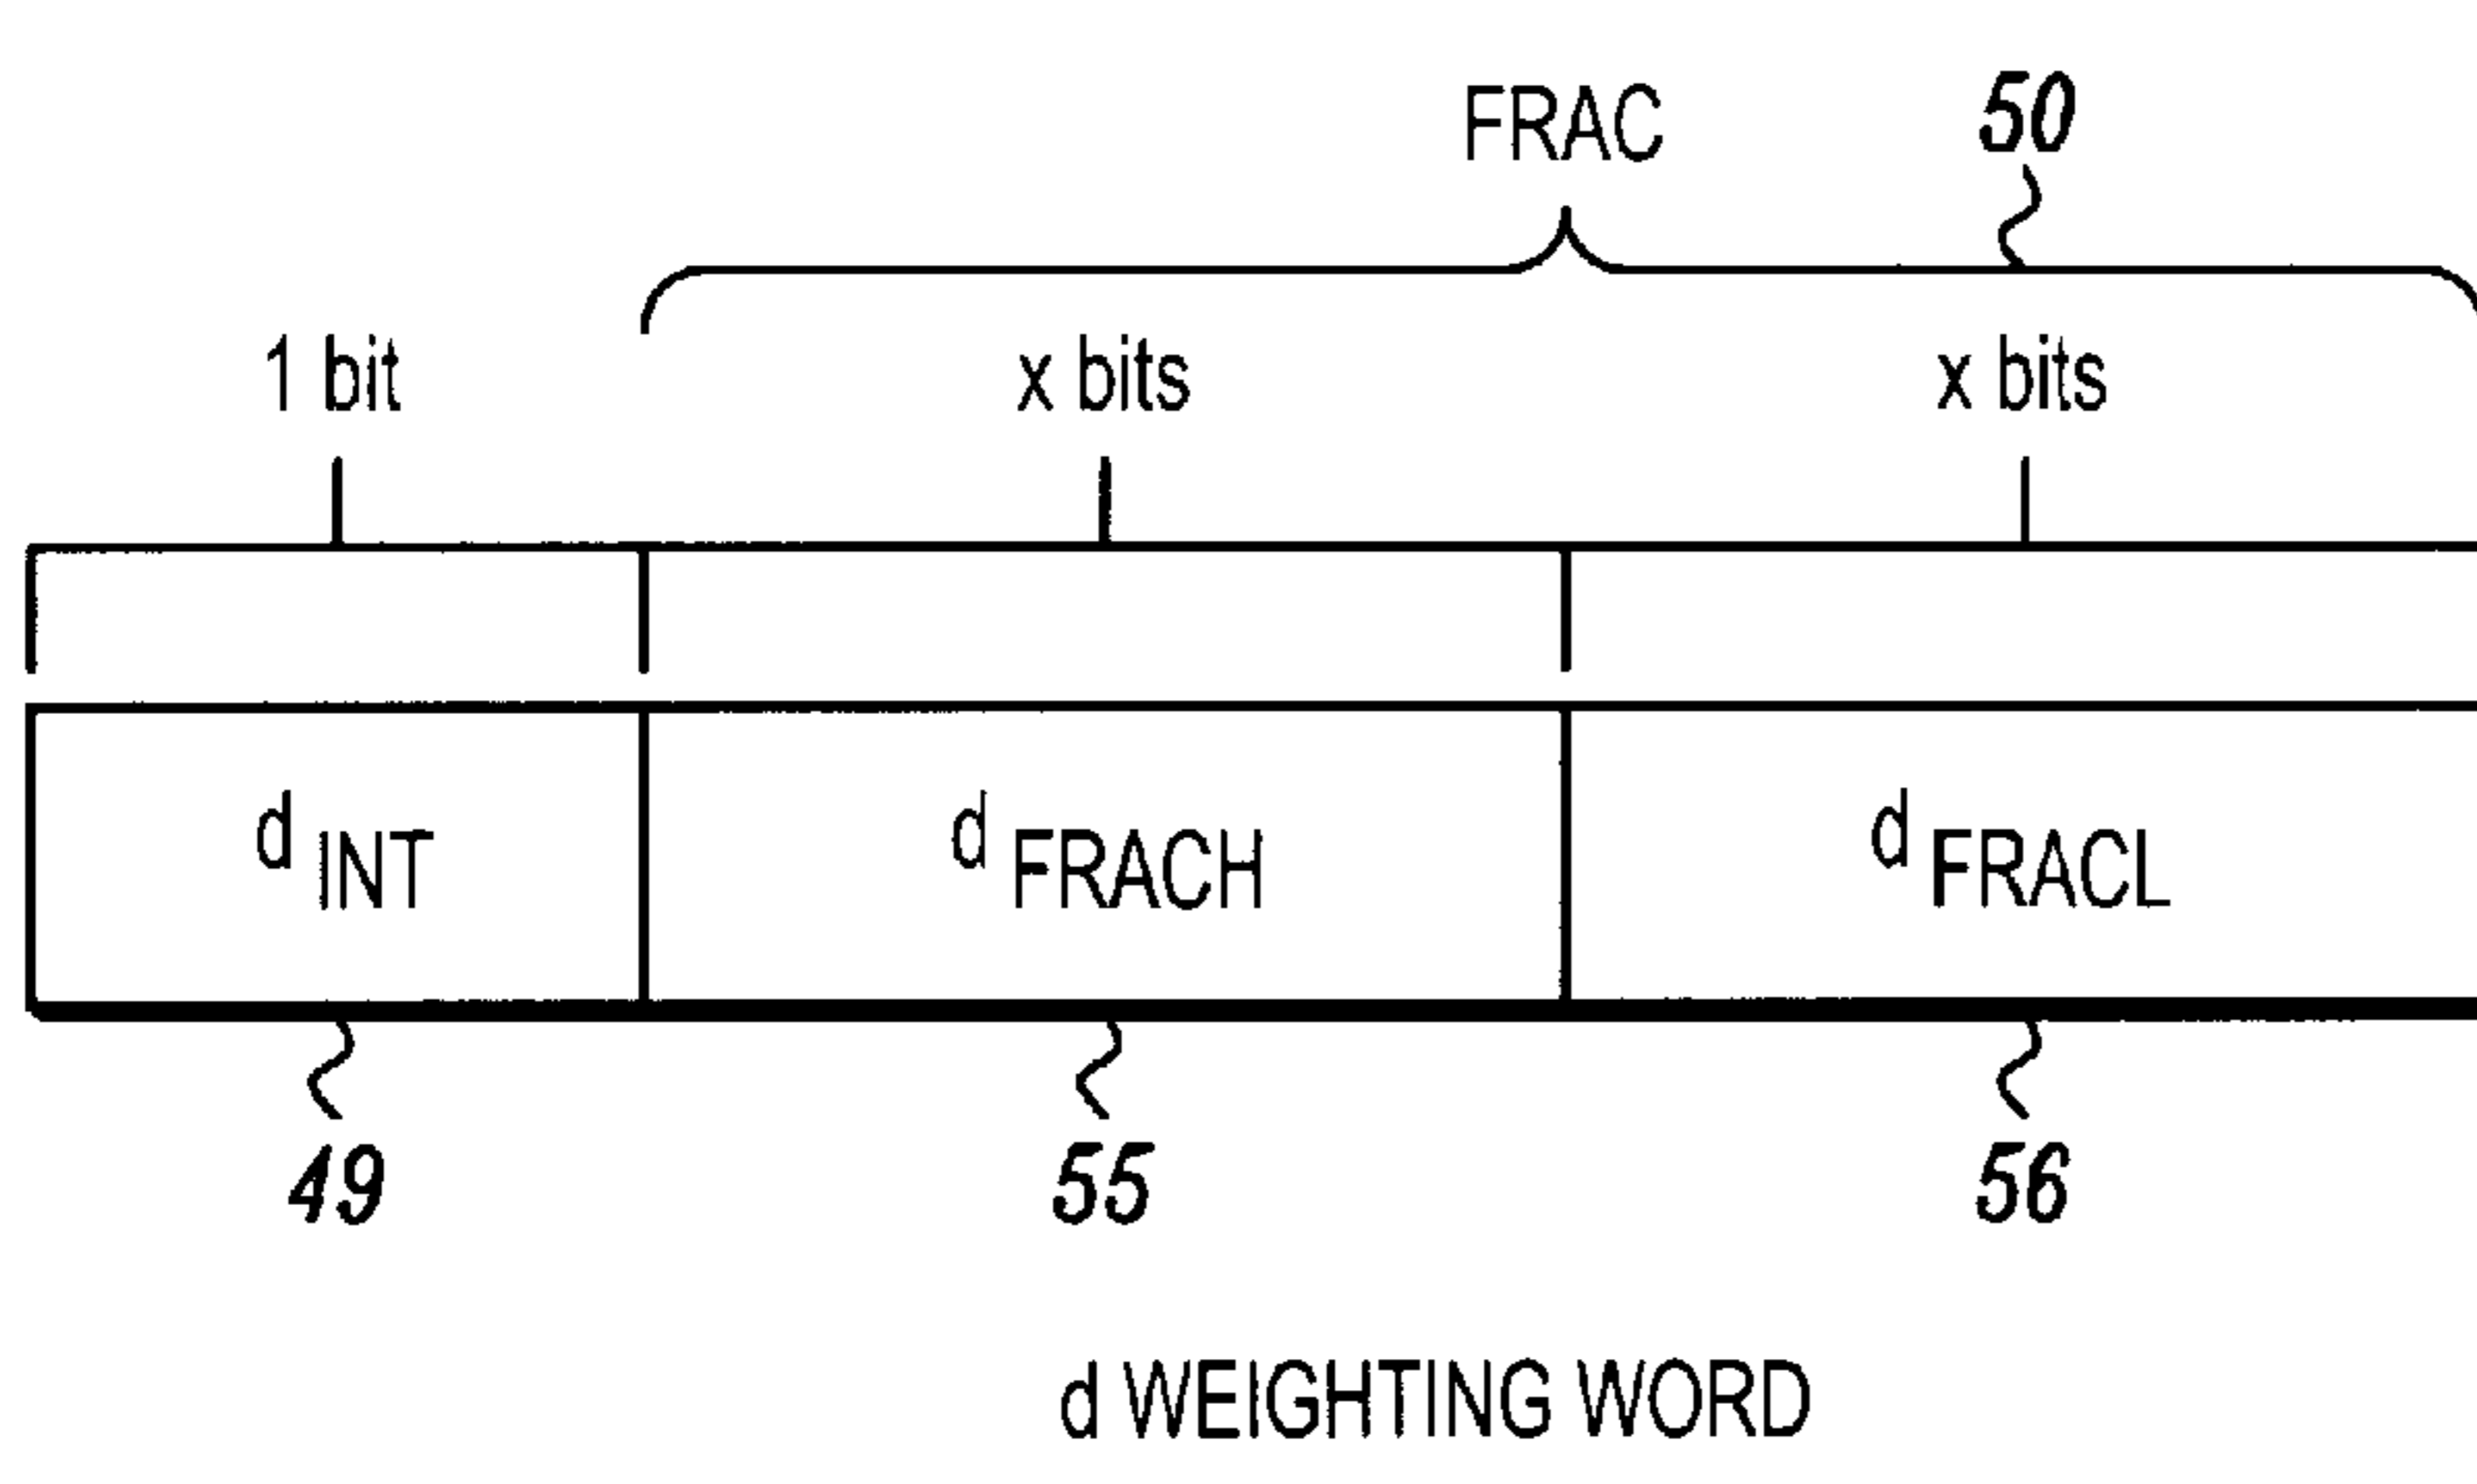 FRAC 50
1 bit x bits x bits
d INT d FRACH d FRACL
49 55 56
d WEIGHTING WORD